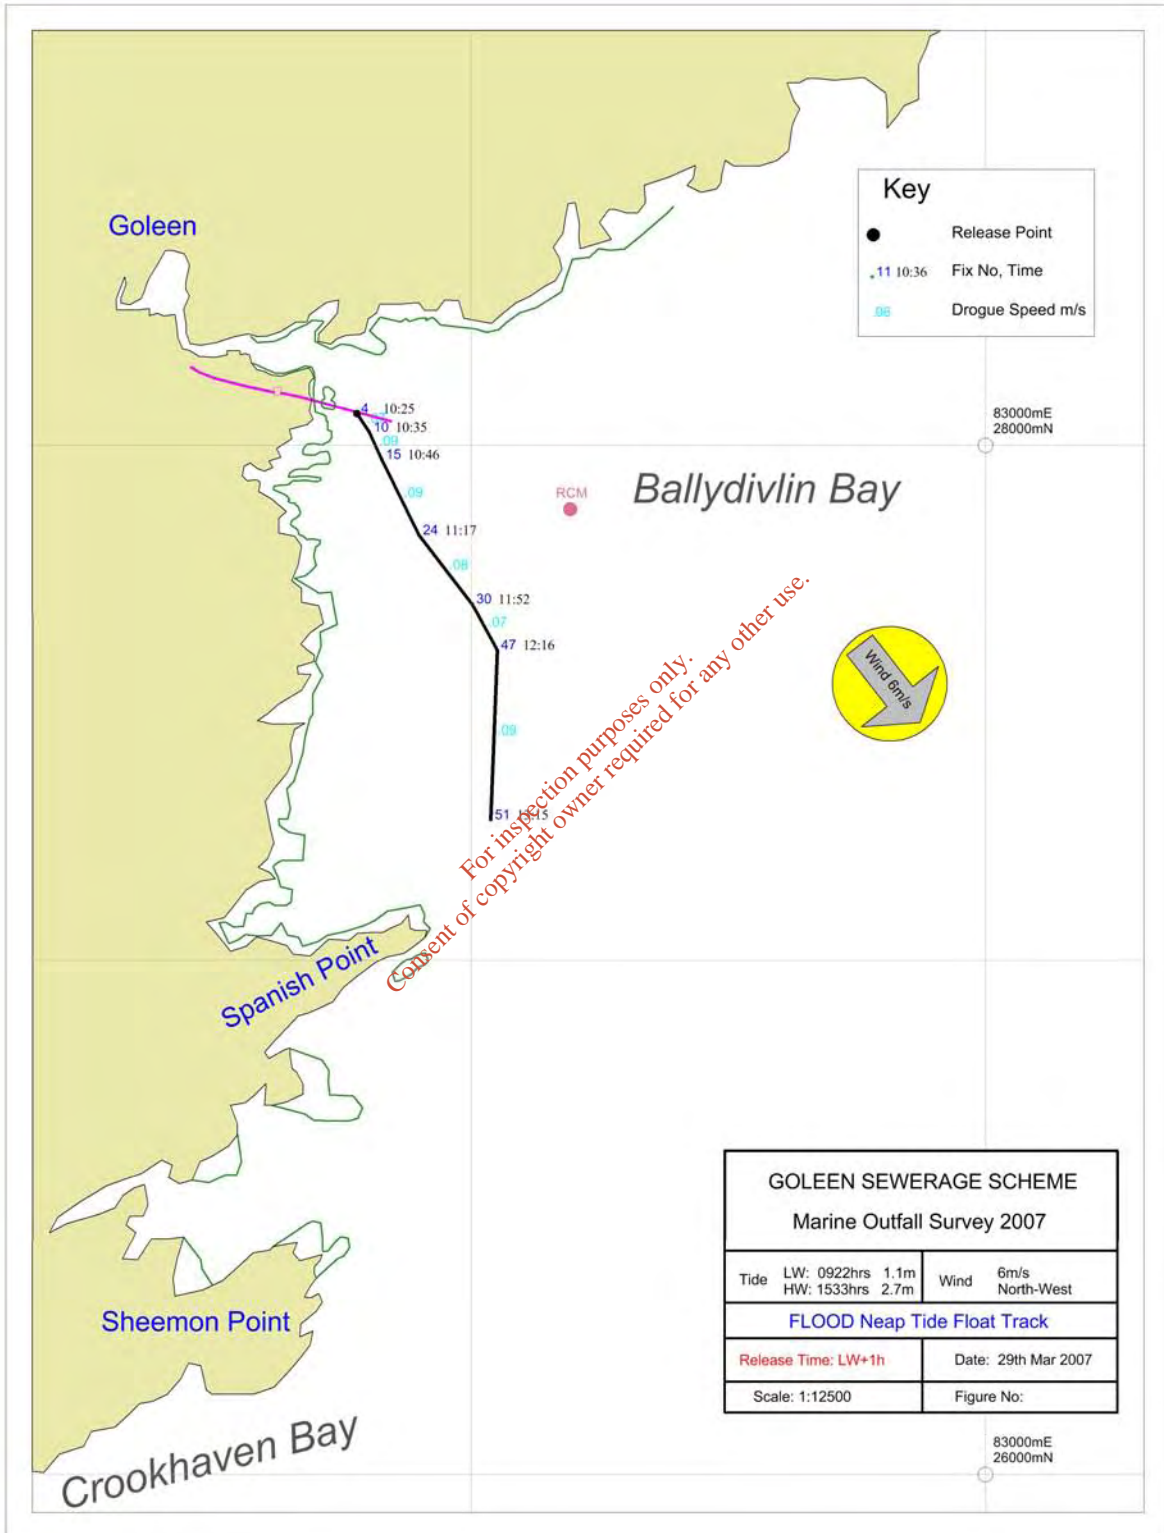 Goleen
Key
Release Point
11 10:36 Fix No, Time
.06 Drogue Speed m/s
4 10:25
10 10:35
.09
15 10:46
.09
24 11:17
.08
30 11:52
.07
47 12:16
.09
51 13:15
83000mE
28000mN
RCM
Ballydivlin Bay
Wind 6m/s
For inspection purposes only.
Consent of copyright owner required for any other use.
Spanish Point
Sheemon Point
Crookhaven Bay
GOLEEN SEWERAGE SCHEME
Marine Outfall Survey 2007
Tide LW: 0922hrs 1.1m
HW: 1533hrs 2.7m
Wind 6m/s
North-West
FLOOD Neap Tide Float Track
Release Time: LW+1h
Date: 29th Mar 2007
Scale: 1:12500
Figure No:
83000mE
26000mN